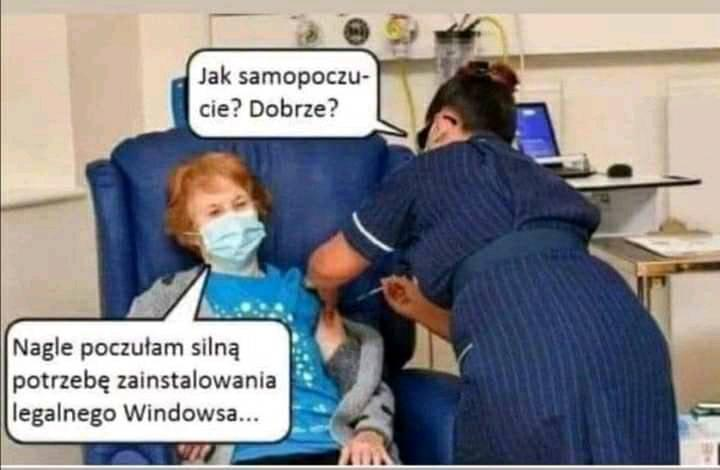 Jak samopoczu-
cie? Dobrze?
Nagle poczułam silną
potrzebę zainstalowania
legalnego Windowsa...